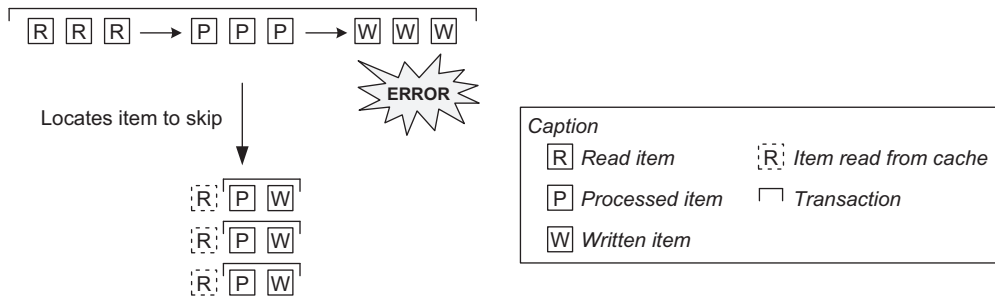 R R R P P P W W W
ERROR
Locates item to skip
R P W
R P W
R P W
Caption
R Read item
R Item read from cache
P Processed item
Transaction
W Written item